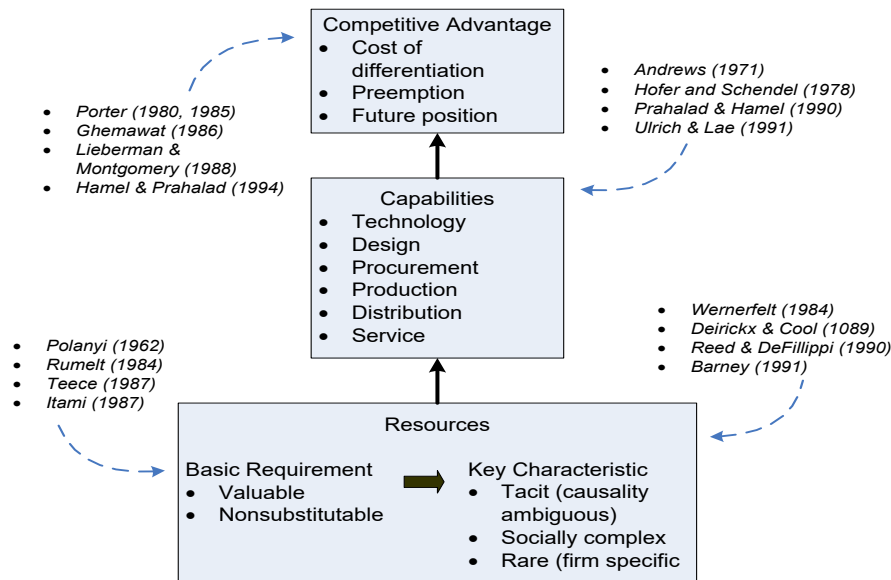 Competitive Advantage
• Cost of
differentiation
• Preemption
• Future position
• Porter (1980, 1985)
• Ghemawat (1986)
• Lieberman &
Montgomery
(1988)
• Hamel & Prahalad (1994)
• Andrews (1971)
• Hofer and Schendel (1978)
• Prahalad & Hamel (1990)
• Ulrich & Lae (1991)
Capabilities
• Technology
• Design
• Procurement
• Production
• Distribution
• Service
• Polanyi (1962)
• Rumelt (1984)
• Teece (1987)
• Itami (1987)
• Wernerfelt (1984)
• Deirickx & Cool (1089)
• Reed & DeFillippi (1990)
• Barney (1991)
Resources
Basic Requirement
• Valuable
• Nonsubstitutable
Key Characteristic
• Tacit (causality
ambiguous)
• Socially complex
• Rare (firm specific